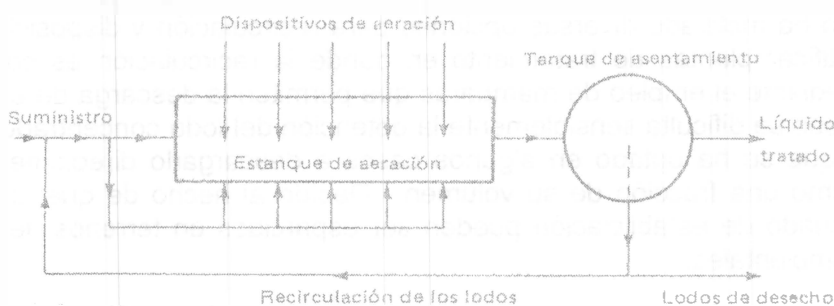 Dispositivos de aeración
Tanque de asentamiento
Suministro
Líquido
tratado
Estanque de aeración
Recirculación de los lodos
Lodos de desecho